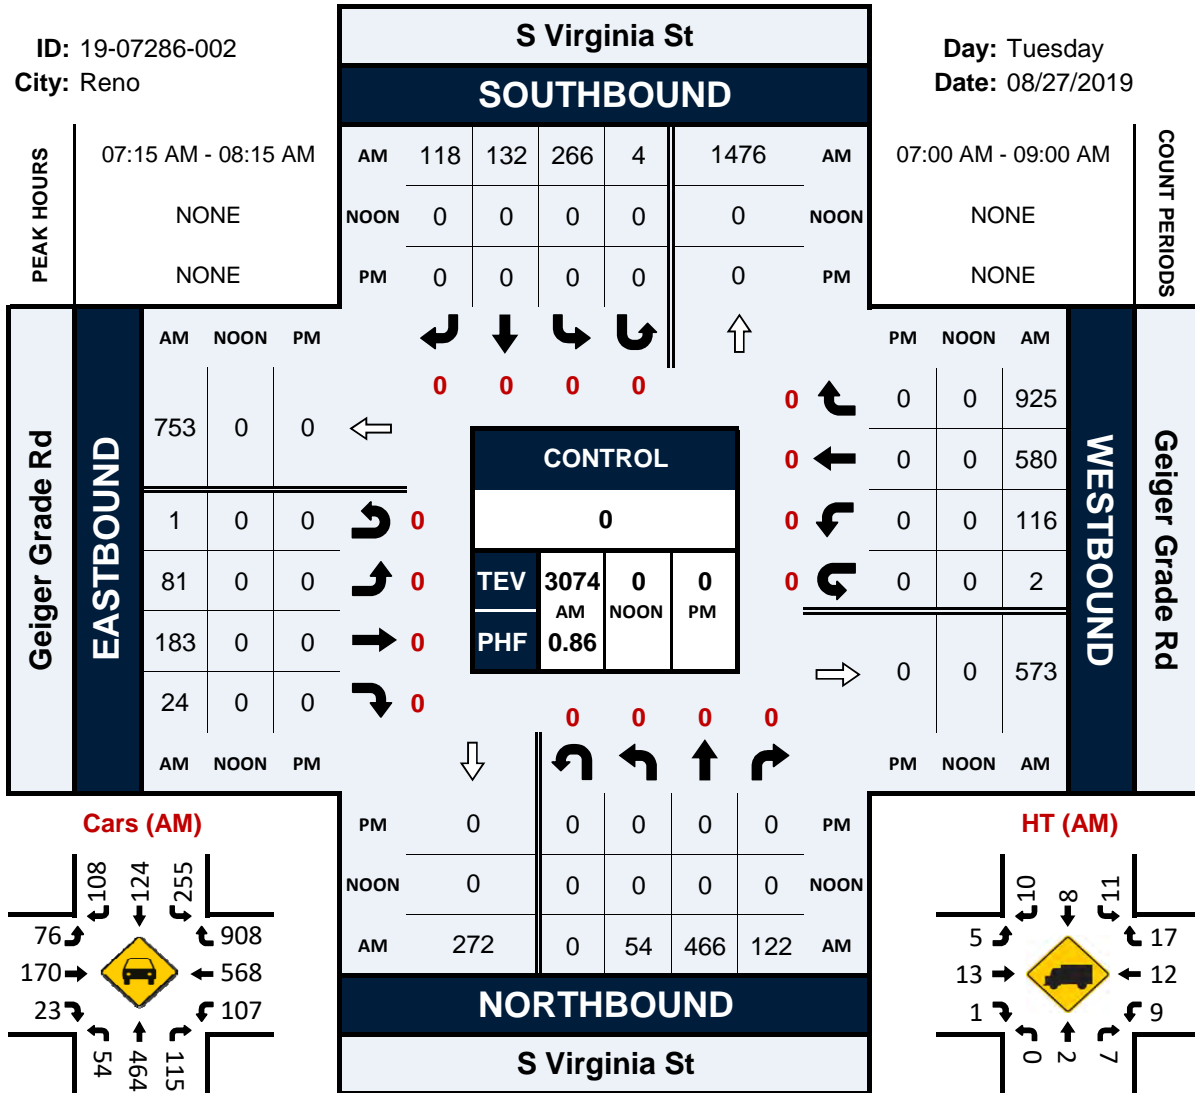 S Virginia St
ID: 19-07286-002
Day: Tuesday
City: Reno
Date: 08/27/2019
SOUTHBOUND
PEAK HOURS
07:15 AM - 08:15 AM
AM 118 132 266 4 1476 AM
07:00 AM - 09:00 AM
COUNT PERIODS
NONE
NOON 0 0 0 0 0 NOON
NONE
NONE
PM 0 0 0 0 0 PM
NONE
AM NOON PM
PM NOON AM
0 0 0 0
Geiger Grade Rd
EASTBOUND
753 0 0
1 0 0 0
81 0 0 0
183 0 0 0
24 0 0 0
AM NOON PM
CONTROL
0
TEV 3074 0 0
AM NOON PM
PHF 0.86
0 0 0 925
0 0 0 580
0 0 0 116
0 0 0 2
0 0 573
PM NOON AM
WESTBOUND
Geiger Grade Rd
0 0 0 0
PM 0 0 0 0 0 PM
NOON 0 0 0 0 0 NOON
AM 272 0 54 466 122 AM
NORTHBOUND
S Virginia St
Cars (AM)
108 124 255
76 908
170 568
23 107
54 464 115
HT (AM)
10 8 11
5 17
13 12
1 9
0 2 7